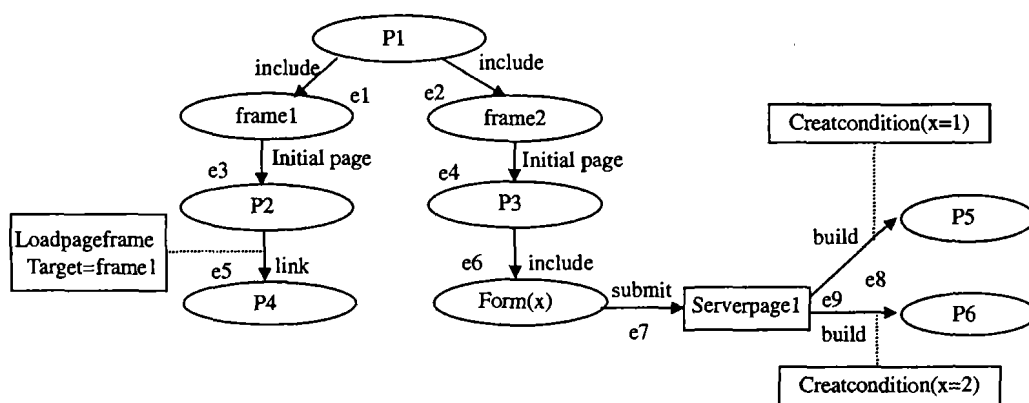 P1
include
include
e1
e2
frame1
frame2
Creatcondition(x=1)
Initial page
Initial page
e3
e4
P2
P3
P5
Loadpageframe
Target=frame1
build
e5
link
e6
include
e8
P4
Form(x)
submit
Serverpage1
e9
P6
e7
build
Creatcondition(x=2)